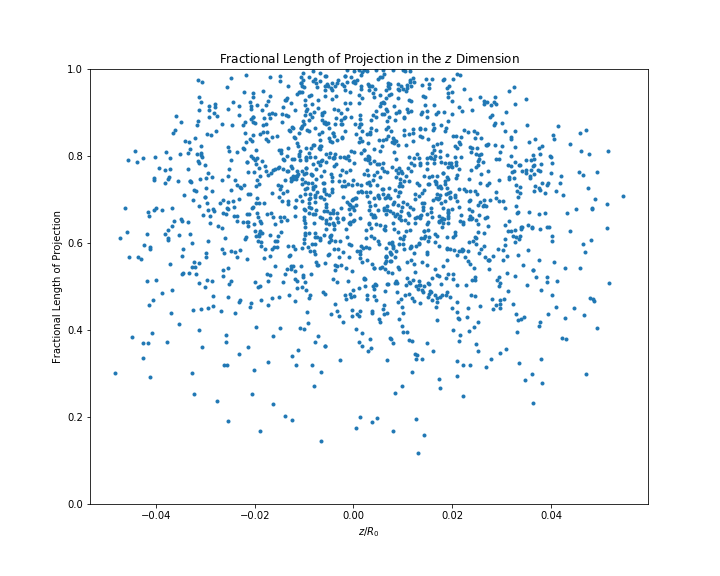 Fractional Length of Projection in the z Dimension
1.0
0.8
0.6
0.4
0.2
0.0
Fractional Length of Projection
−0.04 −0.02 0.00 0.02 0.04
z/R₀